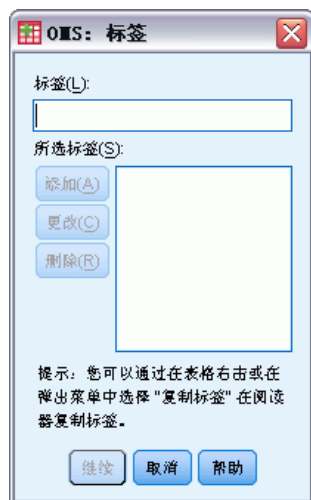 OMS：标签
标签(L):
所选标签(S):
添加(A)
更改(C)
删除(R)
提示：您可以通过在表格右击或在
弹出菜单中选择"复制标签"在阅读
器复制标签。
继续 取消 帮助